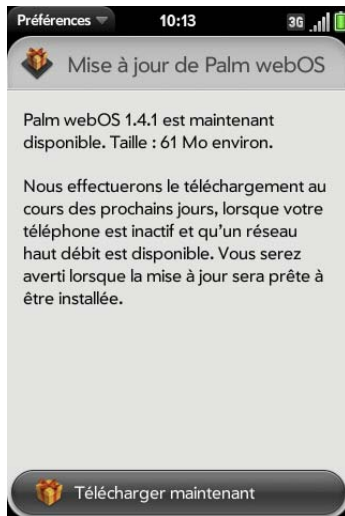 Préférences
10:13
3G
Mise à jour de Palm webOS
Palm webOS 1.4.1 est maintenant
disponible. Taille : 61 Mo environ.
Nous effectuerons le téléchargement au
cours des prochains jours, lorsque votre
téléphone est inactif et qu'un réseau
haut débit est disponible. Vous serez
averti lorsque la mise à jour sera prête à
être installée.
Télécharger maintenant